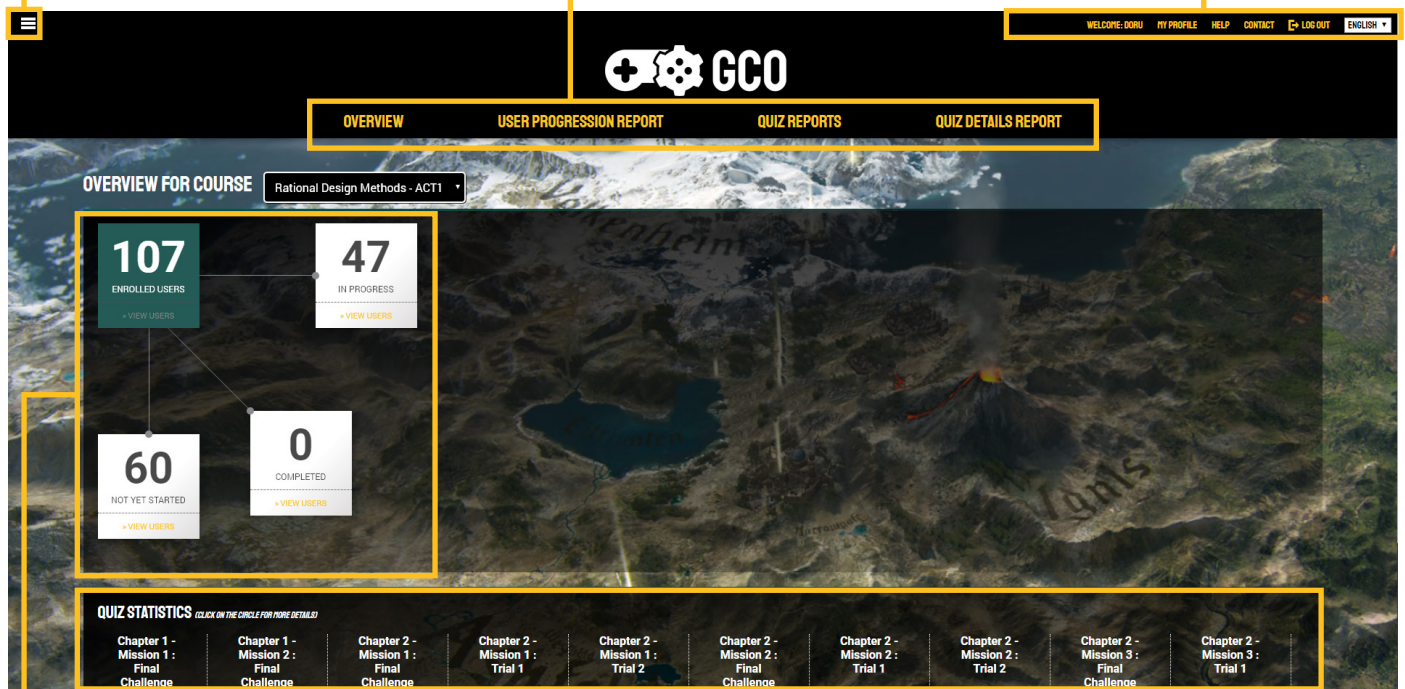 WELCOME: DORU MY PROFILE HELP CONTACT LOG OUT ENGLISH
GCO
OVERVIEW USER PROGRESSION REPORT QUIZ REPORTS QUIZ DETAILS REPORT
OVERVIEW FOR COURSE Rational Design Methods - ACT1
107
ENROLLED USERS
» VIEW USERS
47
IN PROGRESS
» VIEW USERS
60
NOT YET STARTED
» VIEW USERS
0
COMPLETED
» VIEW USERS
Ignis
QUIZ STATISTICS (CLICK ON THE CIRCLE FOR MORE DETAILS)
Chapter 1 -
Mission 1 :
Final
Challenge
Chapter 1 -
Mission 2 :
Final
Challenge
Chapter 2 -
Mission 1 :
Final
Challenge
Chapter 2 -
Mission 1 :
Trial 1
Chapter 2 -
Mission 1 :
Trial 2
Chapter 2 -
Mission 2 :
Final
Challenge
Chapter 2 -
Mission 2 :
Trial 1
Chapter 2 -
Mission 2 :
Trial 2
Chapter 2 -
Mission 3 :
Final
Challenge
Chapter 2 -
Mission 3 :
Trial 1